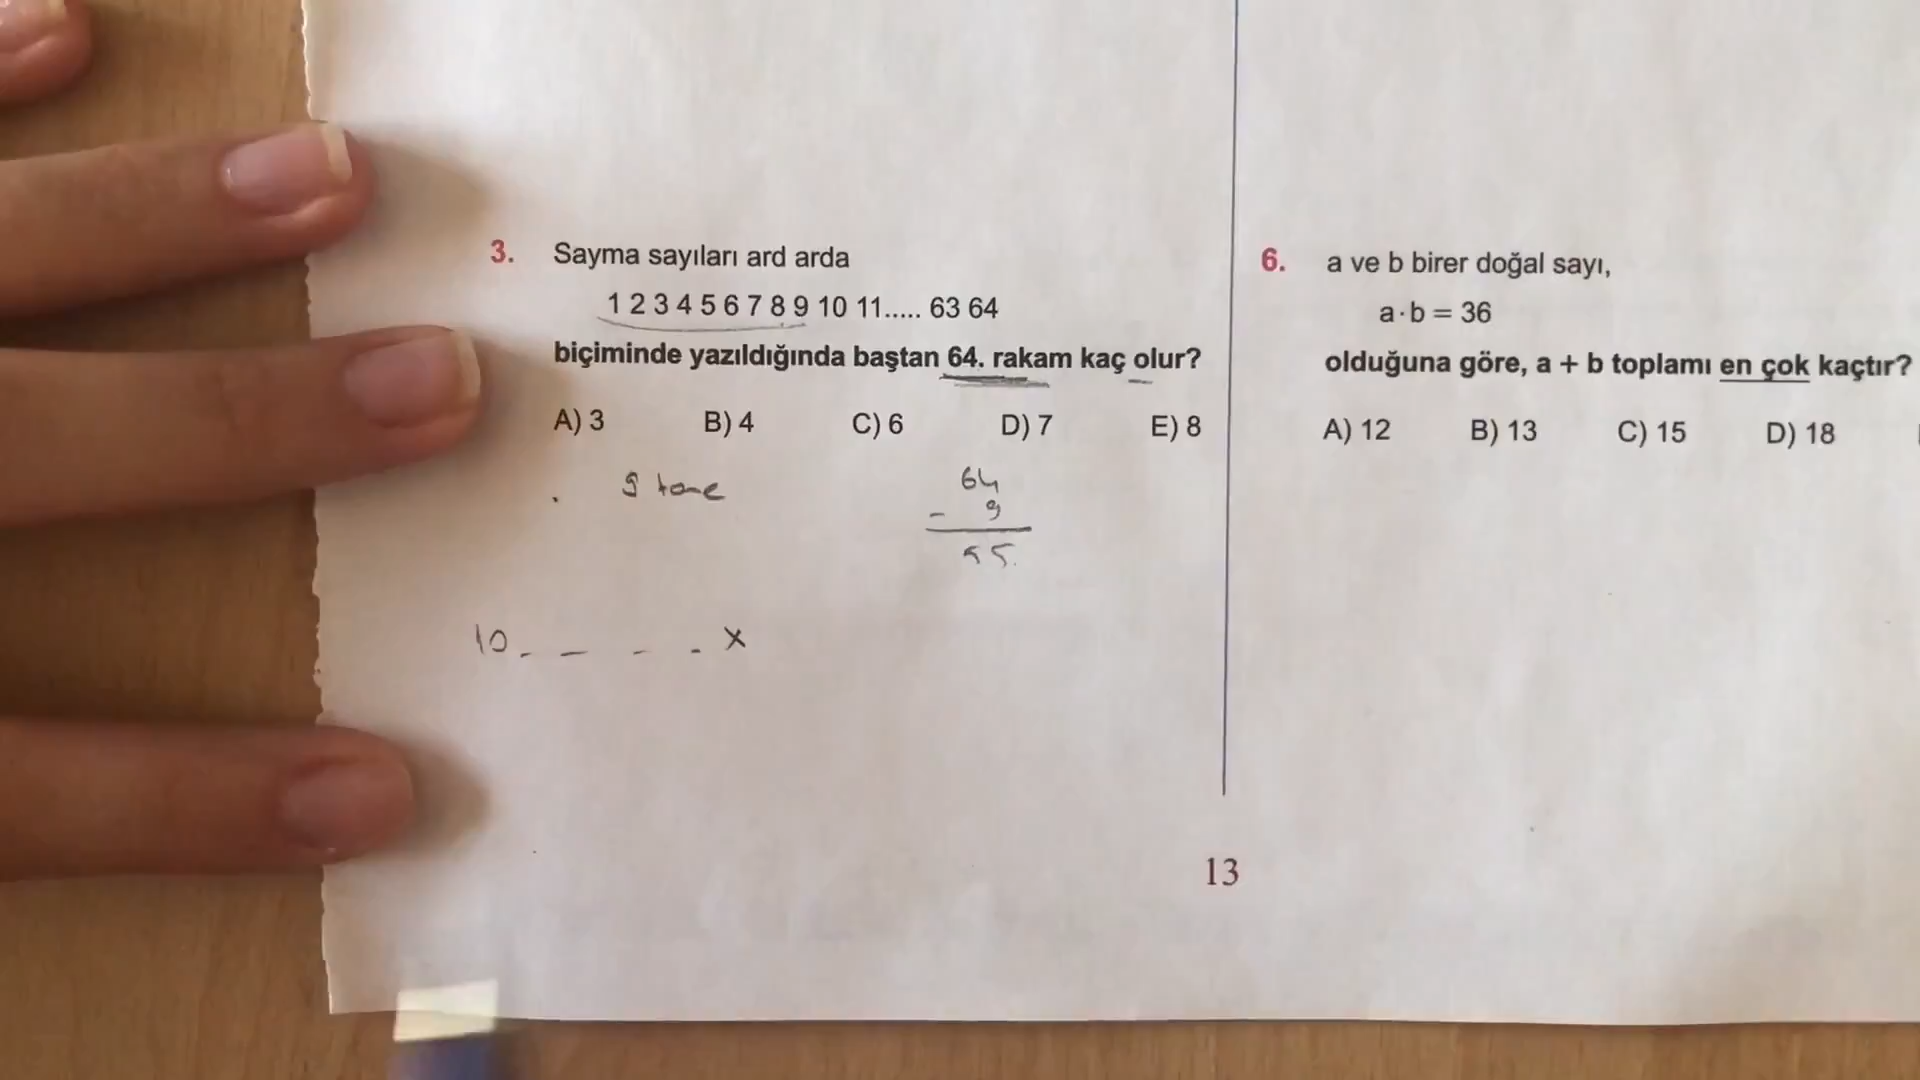 3. Sayma sayıları ard arda
1 2 3 4 5 6 7 8 9 10 11..... 63 64
biçiminde yazıldığında baştan 64. rakam kaç olur?
A) 3 B) 4 C) 6 D) 7 E) 8
9 tane
64
- 9
55
10 _ _ _ _ x
6. a ve b birer doğal sayı,
a·b = 36
olduğuna göre, a + b toplamı en çok kaçtır?
A) 12 B) 13 C) 15 D) 18
13